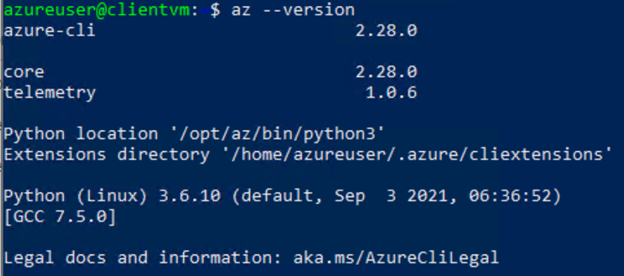 azureuser@clientvm:~$ az --version
azure-cli 2.28.0
core 2.28.0
telemetry 1.0.6
Python location '/opt/az/bin/python3'
Extensions directory '/home/azureuser/.azure/cliextensions'
Python (Linux) 3.6.10 (default, Sep  3 2021, 06:36:52)
[GCC 7.5.0]
Legal docs and information: aka.ms/AzureCliLegal